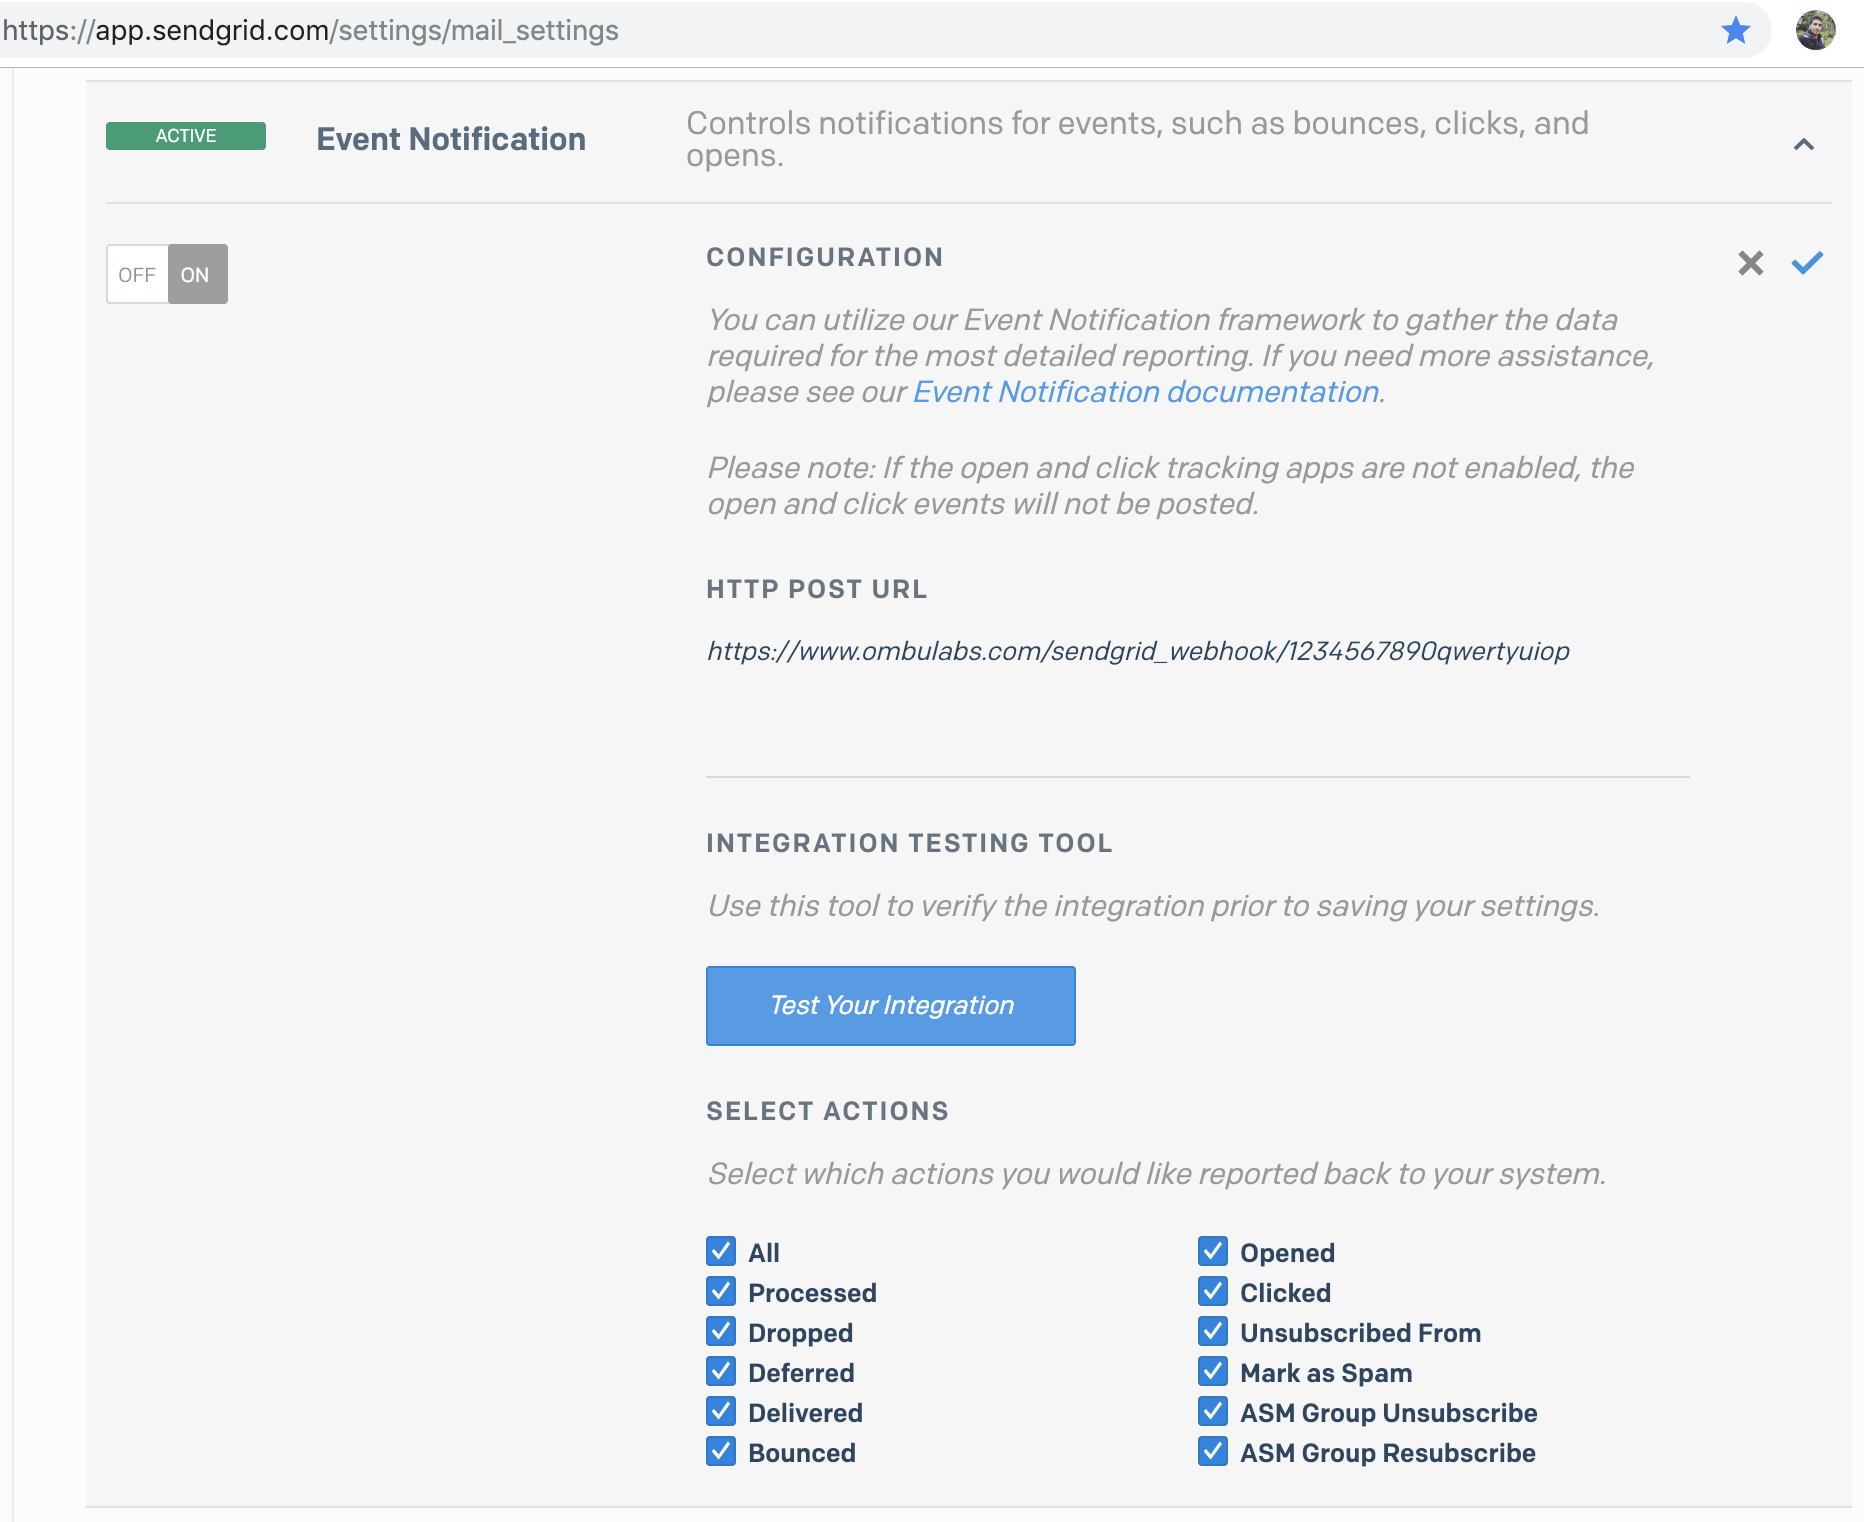 https://app.sendgrid.com/settings/mail_settings
ACTIVE
Event Notification
Controls notifications for events, such as bounces, clicks, and
opens.
OFF
ON
CONFIGURATION
You can utilize our Event Notification framework to gather the data
required for the most detailed reporting. If you need more assistance,
please see our Event Notification documentation.
Please note: If the open and click tracking apps are not enabled, the
open and click events will not be posted.
HTTP POST URL
https://www.ombulabs.com/sendgrid_webhook/1234567890qwertyuiop
INTEGRATION TESTING TOOL
Use this tool to verify the integration prior to saving your settings.
Test Your Integration
SELECT ACTIONS
Select which actions you would like reported back to your system.
All
Processed
Dropped
Deferred
Delivered
Bounced
Opened
Clicked
Unsubscribed From
Mark as Spam
ASM Group Unsubscribe
ASM Group Resubscribe